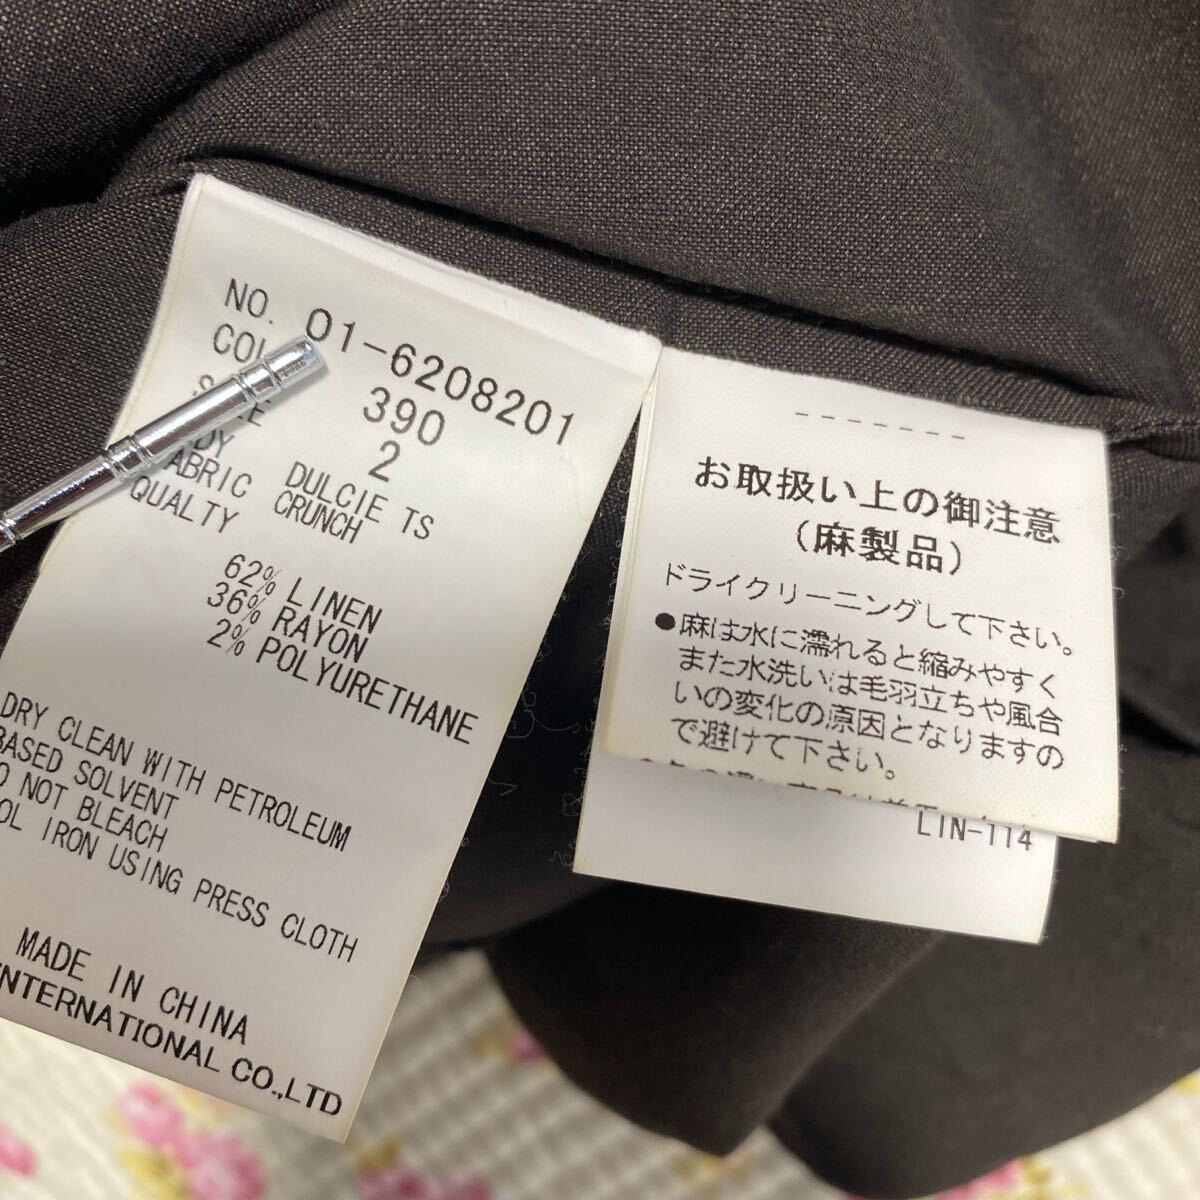 NO. 01-6208201
COL 390
2
DULCIE TS
FABRIC CRUNCH
QUALTY
62% LINEN
36% RAYON
2% POLYURETHANE
DRY CLEAN WITH PETROLEUM
BASED SOLVENT
NOT BLEACH
IRON USING PRESS CLOTH
MADE IN CHINA
INTERNATIONAL CO.,LTD
-------
お取扱い上の御注意
(麻製品)
ドライクリーニングして下さい。
●麻は水に濡れると縮みやすく
また水洗いは毛羽立ちや風合
いの変化の原因となりますの
で避けて下さい。
LIN-114